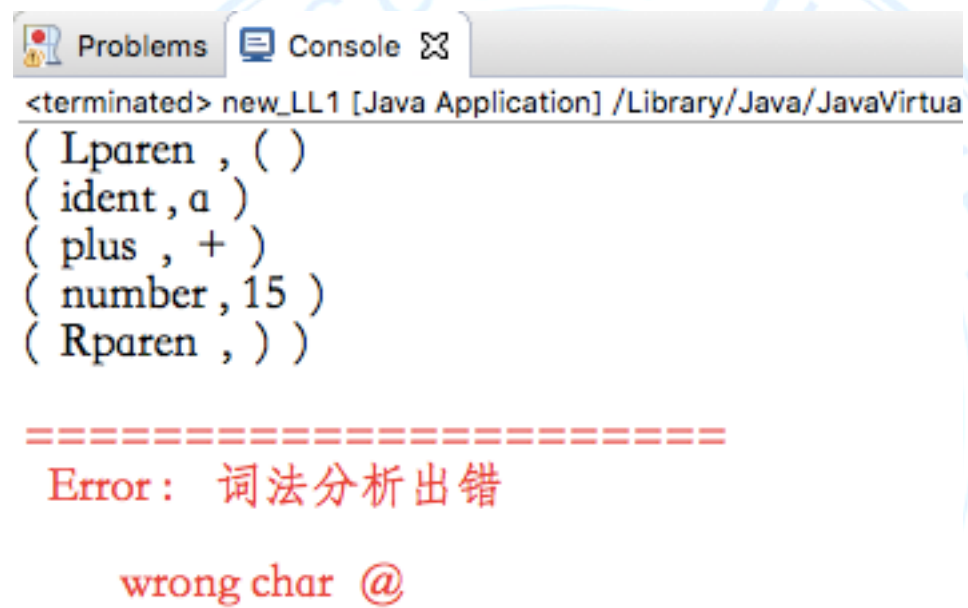 Problems Console
<terminated> new_LL1 [Java Application] /Library/Java/JavaVirtua
( Lparen , ( )
( ident , a )
( plus , + )
( number , 15 )
( Rparen , ) )
======================
Error : 词法分析出错
wrong char @